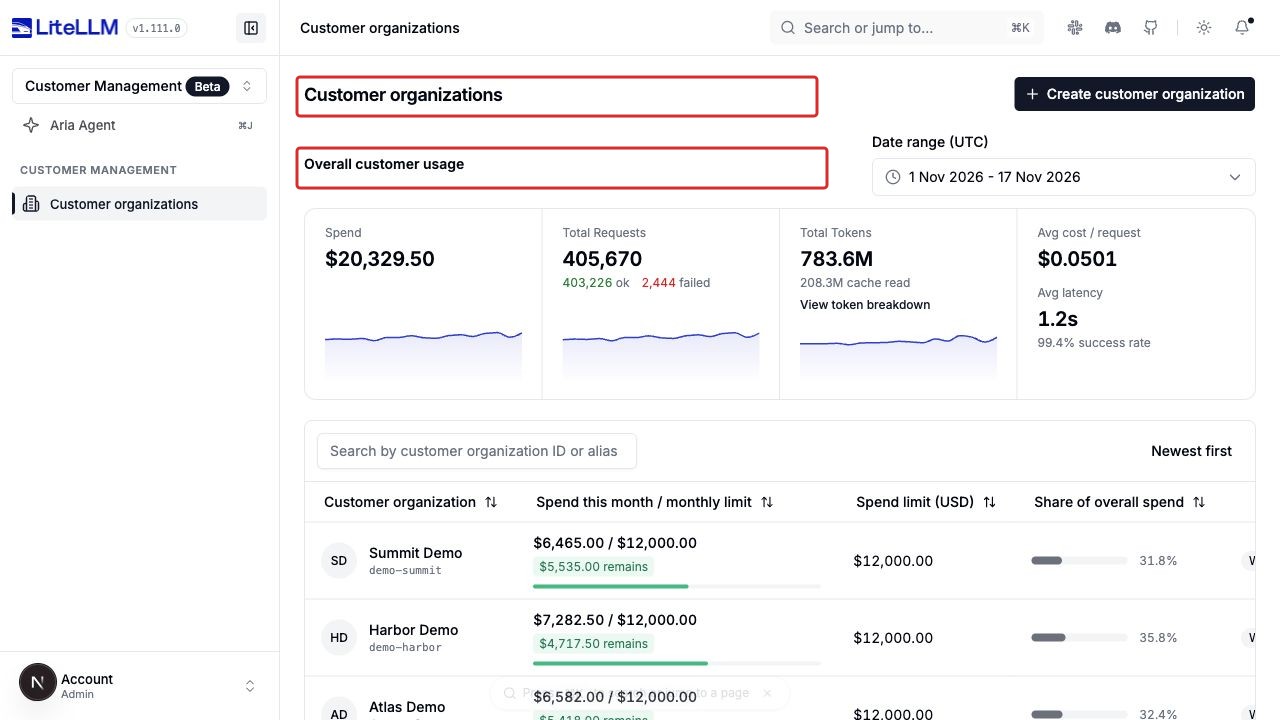 LiteLLM
v1.111.0
Customer organizations
Search or jump to...
⌘K
Customer Management Beta
Aria Agent
⌘J
CUSTOMER MANAGEMENT
Customer organizations
Customer organizations
+ Create customer organization
Overall customer usage
Date range (UTC)
1 Nov 2026 - 17 Nov 2026
Spend
$20,329.50
Total Requests
405,670
403,226 ok 2,444 failed
Total Tokens
783.6M
208.3M cache read
View token breakdown
Avg cost / request
$0.0501
Avg latency
1.2s
99.4% success rate
Search by customer organization ID or alias
Newest first
Customer organization
Spend this month / monthly limit
Spend limit (USD)
Share of overall spend
SD
Summit Demo
demo-summit
$6,465.00 / $12,000.00
$5,535.00 remains
$12,000.00
31.8%
HD
Harbor Demo
demo-harbor
$7,282.50 / $12,000.00
$4,717.50 remains
$12,000.00
35.8%
AD
Atlas Demo
$6,582.00 / $12,000.00
$5,418.00 remains
$12,000.00
32.4%
to a page
N
Account
Admin